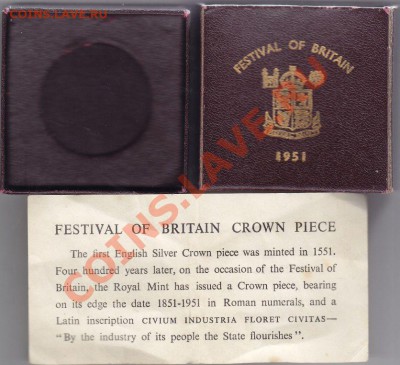 COINS.LAVE.RU
FESTIVAL OF BRITAIN
1951
FESTIVAL OF BRITAIN CROWN PIECE
The first English Silver Crown piece was minted in 1551.
Four hundred years later, on the occasion of the Festival of
Britain, the Royal Mint has issued a Crown piece, bearing
on its edge the date 1851-1951 in Roman numerals, and a
Latin inscription CIVIUM INDUSTRIA FLORET CIVITAS—
"By the industry of its people the State flourishes".
COINS.LAVE.RU